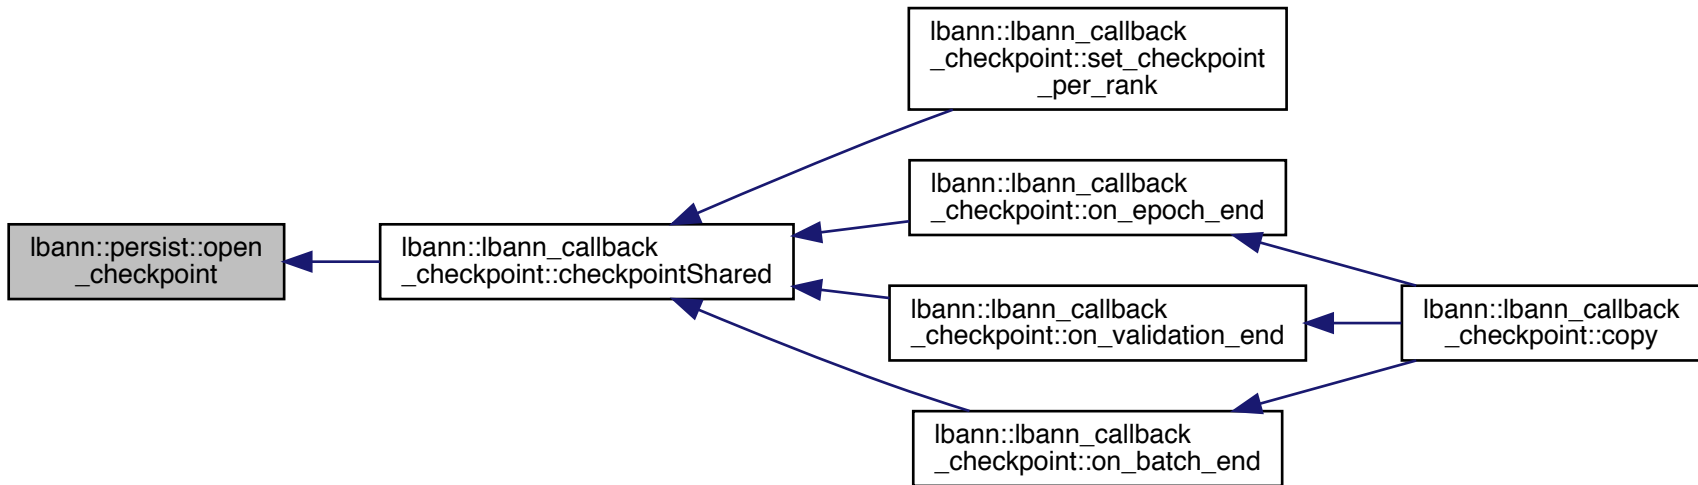 lbann::lbann_callback
_checkpoint::set_checkpoint
_per_rank
lbann::lbann_callback
_checkpoint::on_epoch_end
lbann::persist::open
_checkpoint
lbann::lbann_callback
_checkpoint::checkpointShared
lbann::lbann_callback
_checkpoint::on_validation_end
lbann::lbann_callback
_checkpoint::copy
lbann::lbann_callback
_checkpoint::on_batch_end